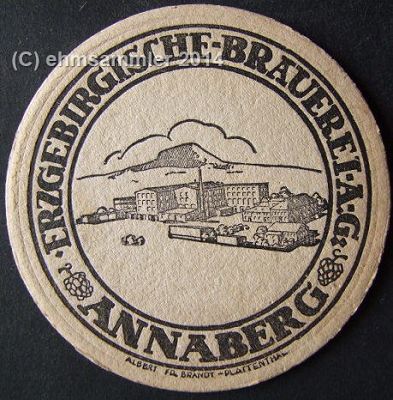 (C) ehmsammler 2014
·ERZGEBIRGISCHE-BRAUEREI-A-G·
ANNABERG
ALBERT FR. BRANDT - PLATTENTHAL